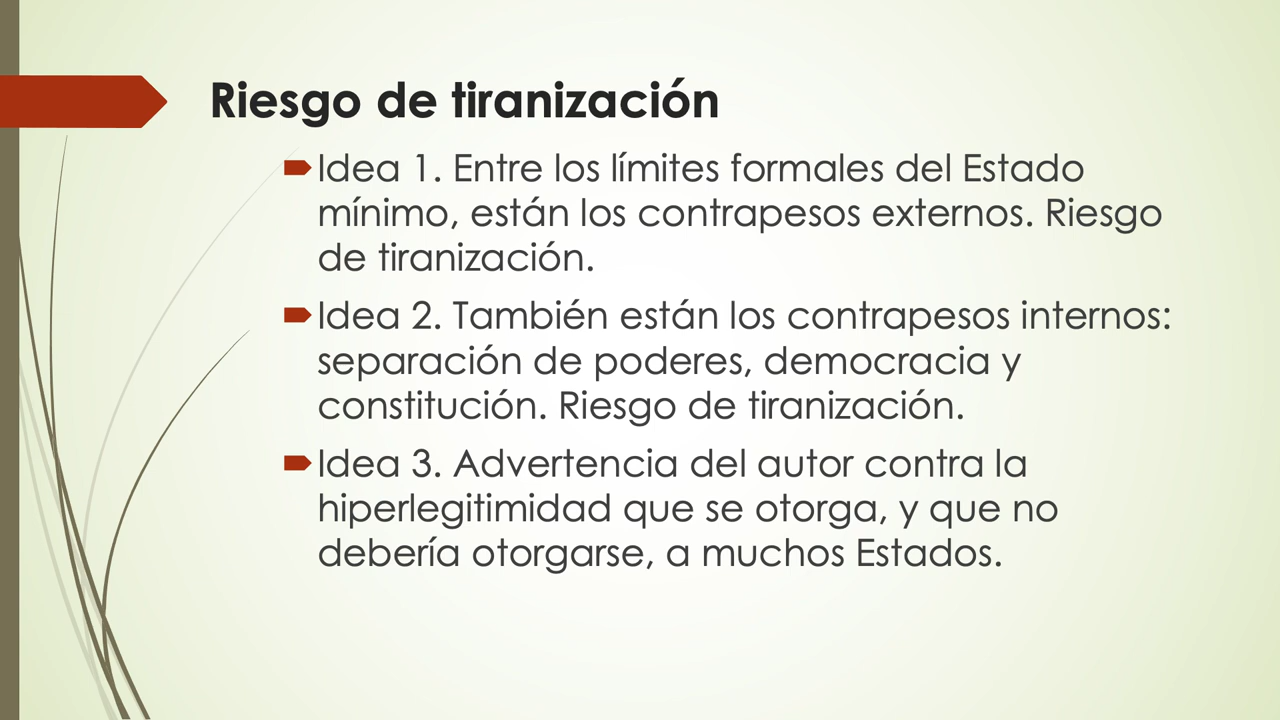 Riesgo de tiranización
Idea 1. Entre los límites formales del Estado
mínimo, están los contrapesos externos. Riesgo
de tiranización.
Idea 2. También están los contrapesos internos:
separación de poderes, democracia y
constitución. Riesgo de tiranización.
Idea 3. Advertencia del autor contra la
hiperlegitimidad que se otorga, y que no
debería otorgarse, a muchos Estados.